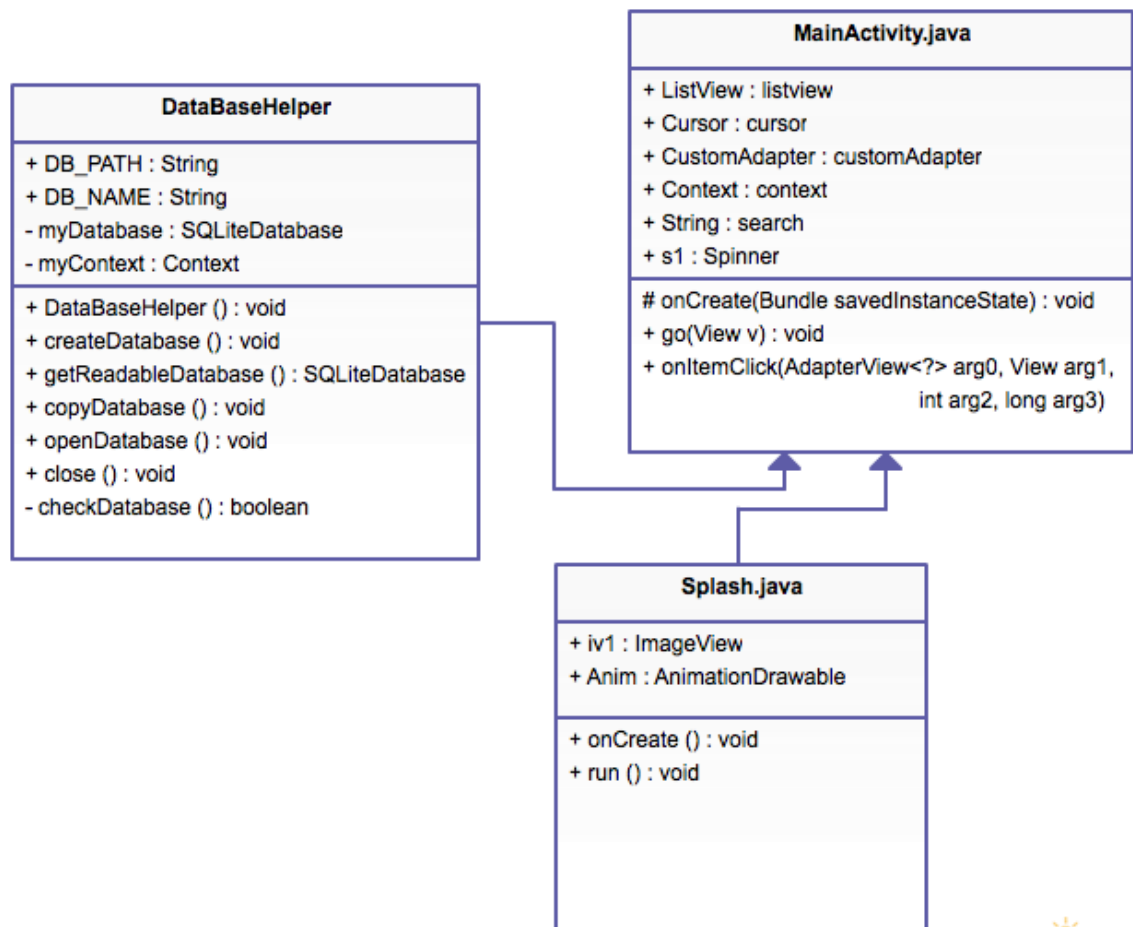 DataBaseHelper
+ DB_PATH : String
+ DB_NAME : String
- myDatabase : SQLiteDatabase
- myContext : Context
+ DataBaseHelper () : void
+ createDatabase () : void
+ getReadableDatabase () : SQLiteDatabase
+ copyDatabase () : void
+ openDatabase () : void
+ close () : void
- checkDatabase () : boolean
MainActivity.java
+ ListView : listview
+ Cursor : cursor
+ CustomAdapter : customAdapter
+ Context : context
+ String : search
+ s1 : Spinner
# onCreate(Bundle savedInstanceState) : void
+ go(View v) : void
+ onItemClick(AdapterView<?> arg0, View arg1,
int arg2, long arg3)
Splash.java
+ iv1 : ImageView
+ Anim : AnimationDrawable
+ onCreate () : void
+ run () : void